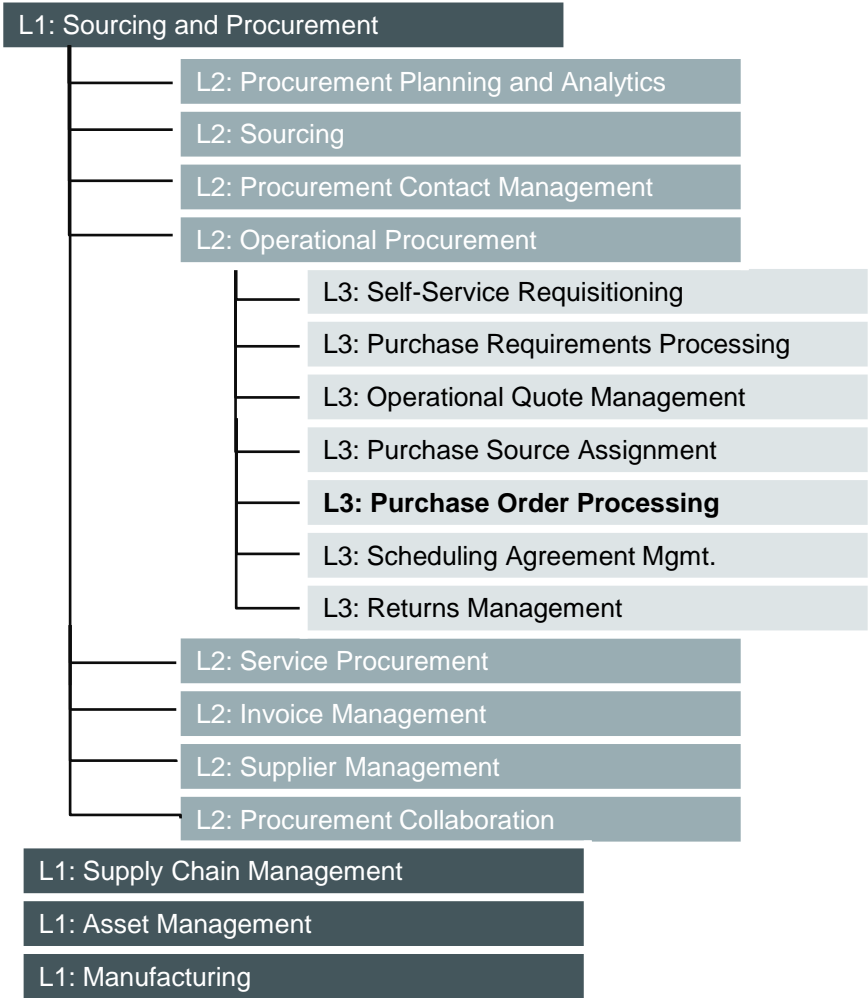 L1: Sourcing and Procurement
L2: Procurement Planning and Analytics
L2: Sourcing
L2: Procurement Contact Management
L2: Operational Procurement
L3: Self-Service Requisitioning
L3: Purchase Requirements Processing
L3: Operational Quote Management
L3: Purchase Source Assignment
L3: Purchase Order Processing
L3: Scheduling Agreement Mgmt.
L3: Returns Management
L2: Service Procurement
L2: Invoice Management
L2: Supplier Management
L2: Procurement Collaboration
L1: Supply Chain Management
L1: Asset Management
L1: Manufacturing